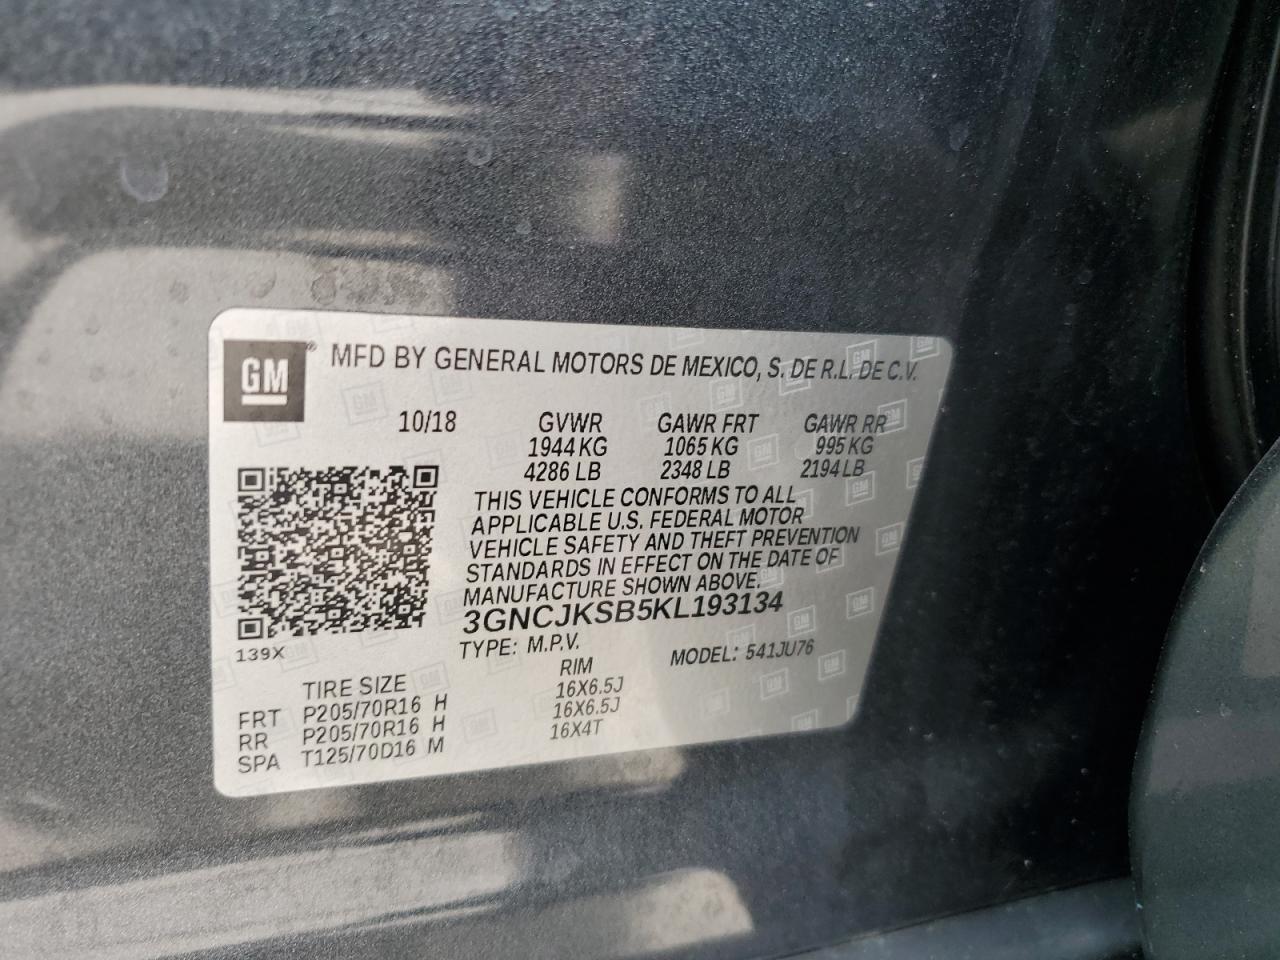 GM ® MFD BY GENERAL MOTORS DE MEXICO, S. DE R.L. DE C.V.
10/18 GVWR GAWR FRT GAWR RR
1944 KG 1065 KG 995 KG
4286 LB 2348 LB 2194 LB
THIS VEHICLE CONFORMS TO ALL
APPLICABLE U.S. FEDERAL MOTOR
VEHICLE SAFETY AND THEFT PREVENTION
STANDARDS IN EFFECT ON THE DATE OF
MANUFACTURE SHOWN ABOVE.
3GNCJKSB5KL193134
139X
TYPE: M.P.V. MODEL: 541JU76
TIRE SIZE RIM
FRT P205/70R16 H 16X6.5J
RR P205/70R16 H 16X6.5J
SPA T125/70D16 M 16X4T